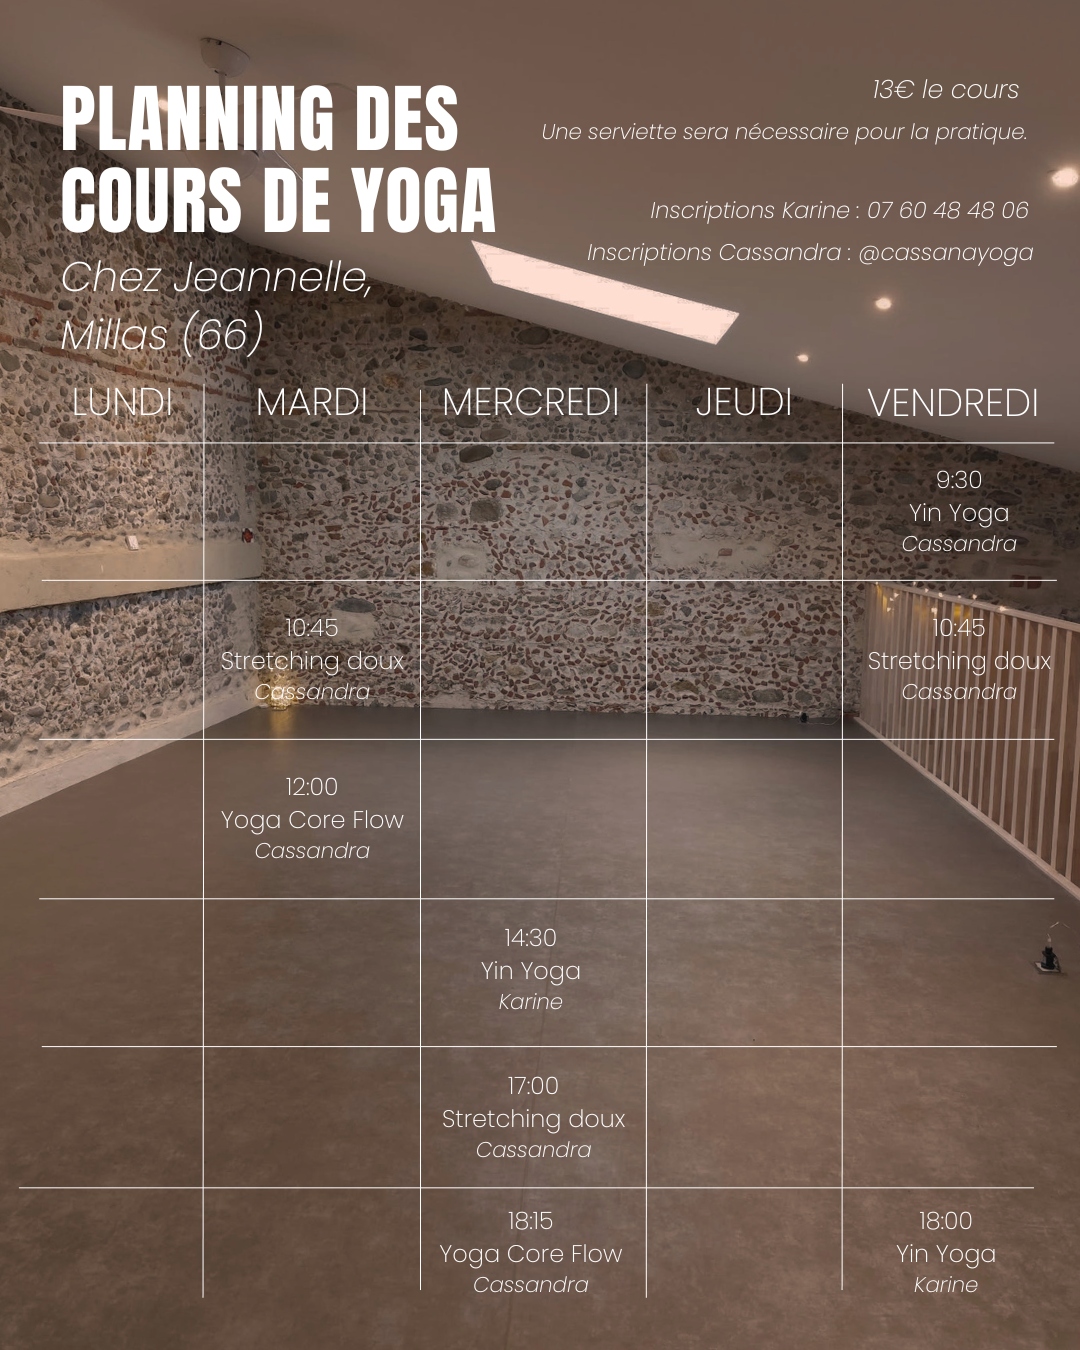 PLANNING DES
COURS DE YOGA
Chez Jeannelle,
Millas (66)
13€ le cours
Une serviette sera nécessaire pour la pratique.
Inscriptions Karine : 07 60 48 48 06
Inscriptions Cassandra : @cassanayoga
LUNDI MARDI MERCREDI JEUDI VENDREDI
9:30
Yin Yoga
Cassandra
10:45 10:45
Stretching doux Stretching doux
Cassandra Cassandra
12:00
Yoga Core Flow
Cassandra
14:30
Yin Yoga
Karine
17:00
Stretching doux
Cassandra
18:15 18:00
Yoga Core Flow Yin Yoga
Cassandra Karine